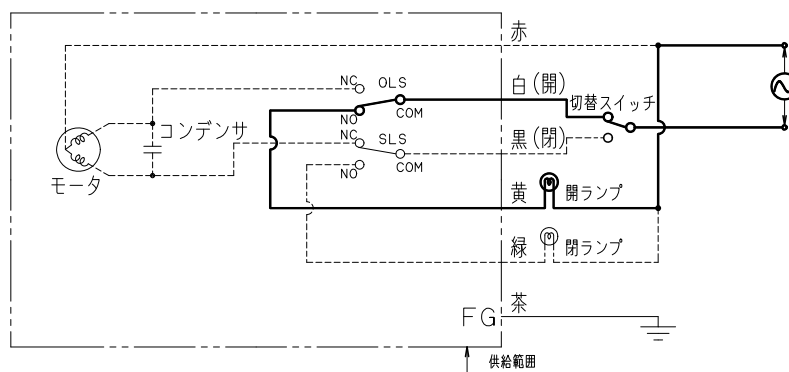 赤
NC OLS
白(開)
切替スイッチ
コンデンサ
NO COM
NC SLS
黒(閉)
NO COM
モータ
黄 開ランプ
緑 閉ランプ
茶
FG
供給範囲